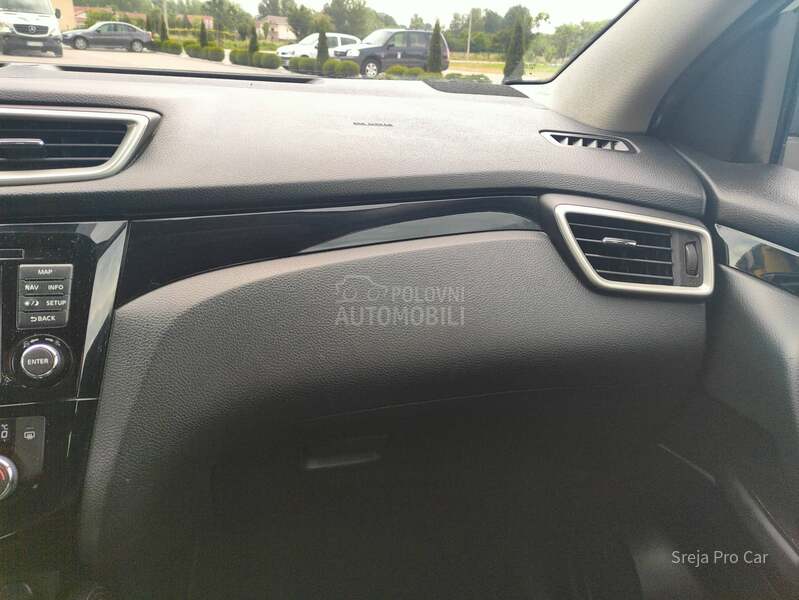 MAP
NAV INFO
SETUP
BACK
ENTER
°C
POLOVNI
AUTOMOBILI
Sreja Pro Car